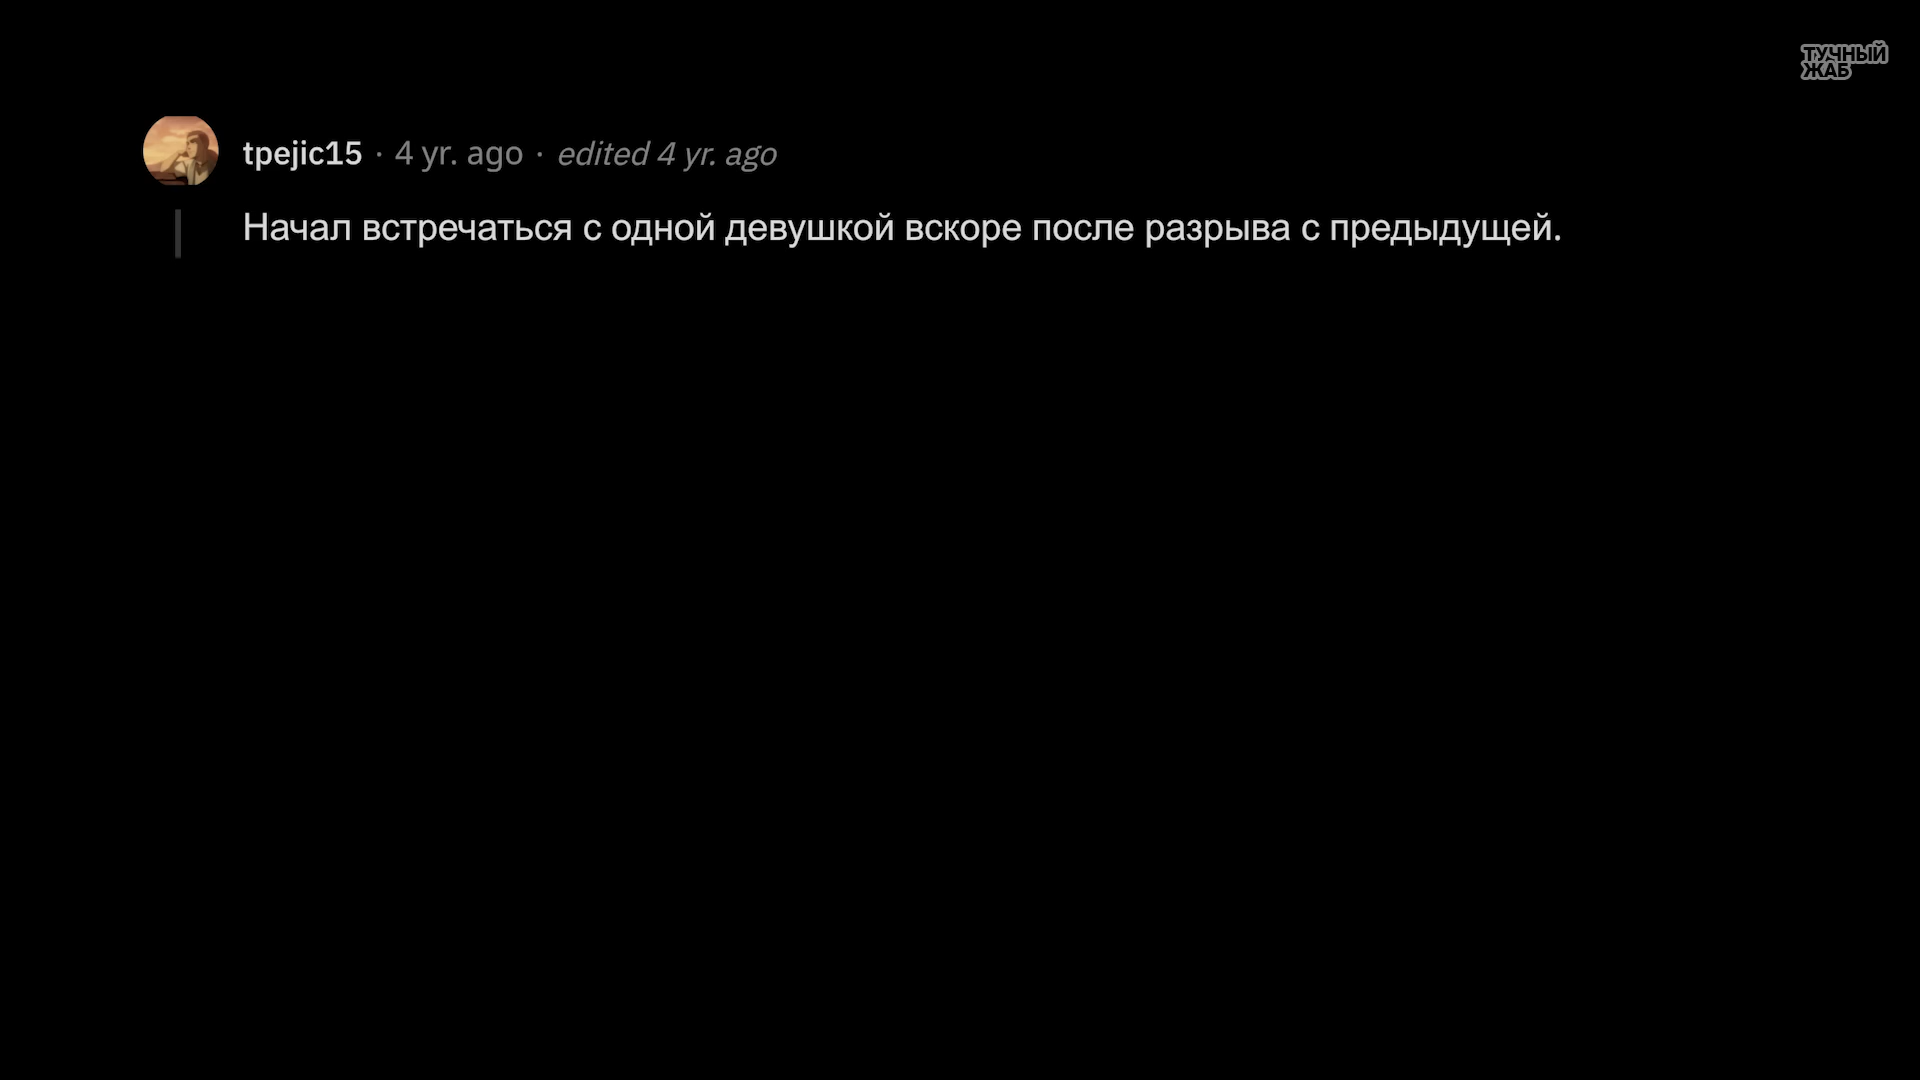 ТУЧНЫЙ
ЖАБ
tpejic15 · 4 yr. ago · edited 4 yr. ago
Начал встречаться с одной девушкой вскоре после разрыва с предыдущей.